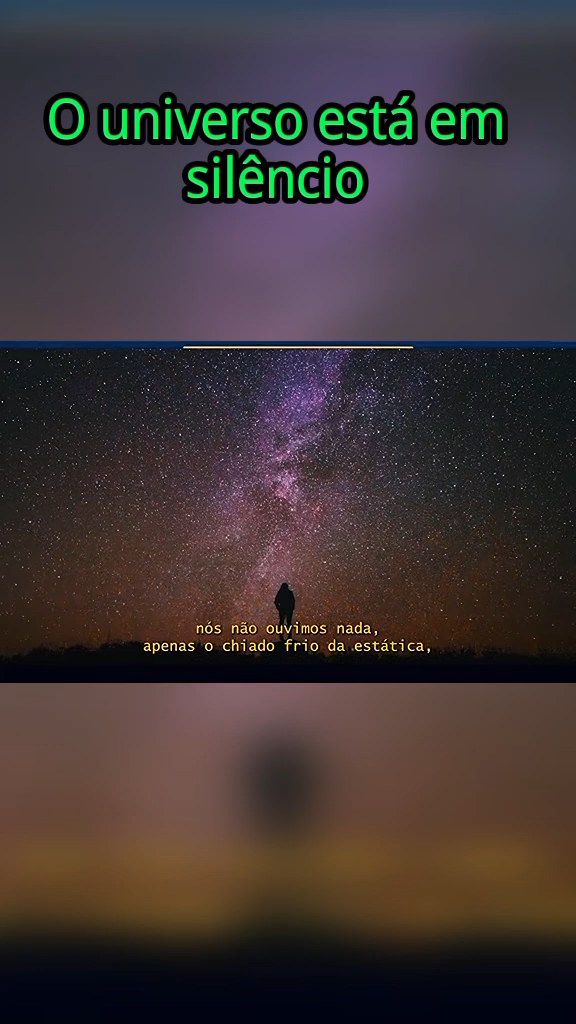 O universo está em
silêncio
nós não ouvimos nada,
apenas o chiado frio da estática,